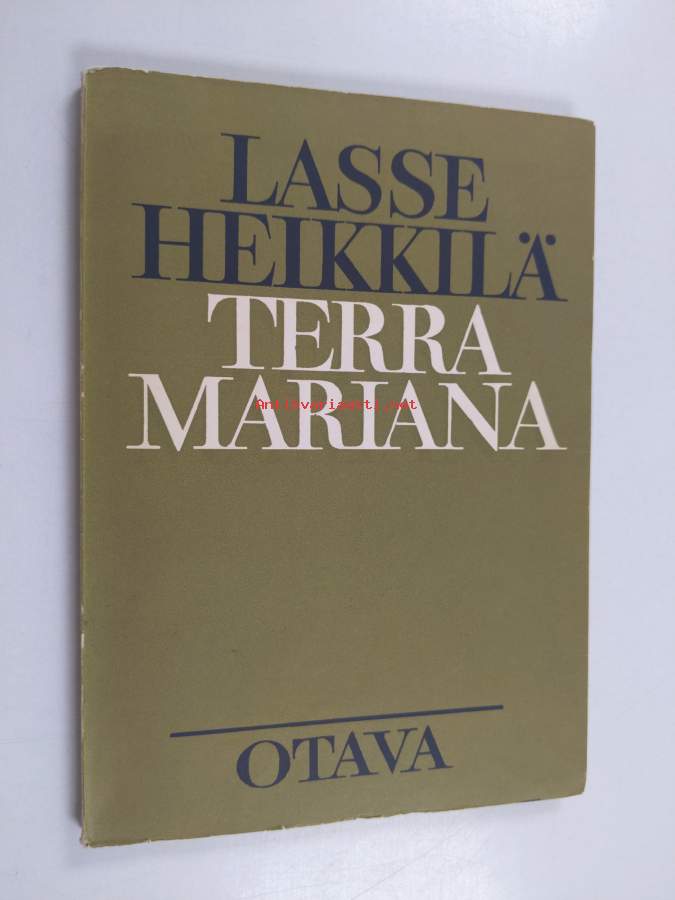 LASSE
HEIKKILÄ
TERRA
MARIANA
Antikvariaatti.net
OTAVA